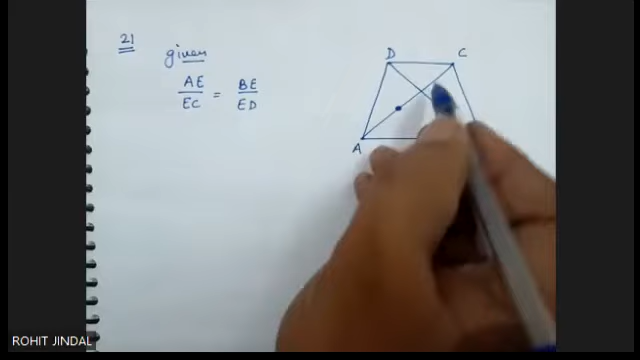 21
given
AE/EC = BE/ED
D C
A
ROHIT JINDAL